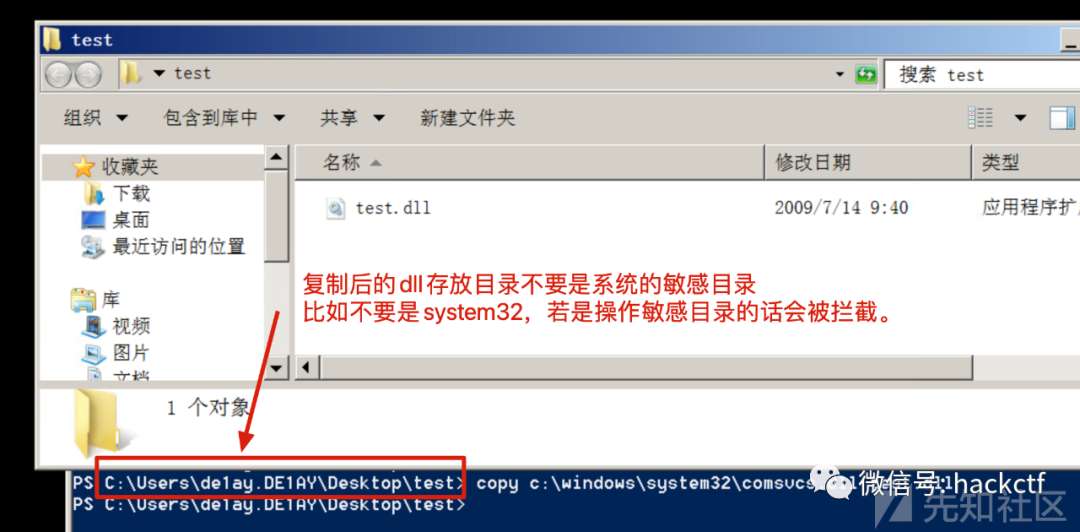 test
test
搜索 test
组织 包含到库中 共享 新建文件夹
名称 修改日期 类型
收藏夹
下载
桌面
最近访问的位置
库
视频
图片
文档
test.dll 2009/7/14 9:40 应用程序扩
复制后的dll存放目录不要是系统的敏感目录
比如不要是system32，若是操作敏感目录的话会被拦截。
1 个对象
PS C:\Users\de1ay.DE1AY\Desktop\test> copy c:\windows\system32\comsvcs
PS C:\Users\de1ay.DE1AY\Desktop\test>
微信号: hackctf
先知社区